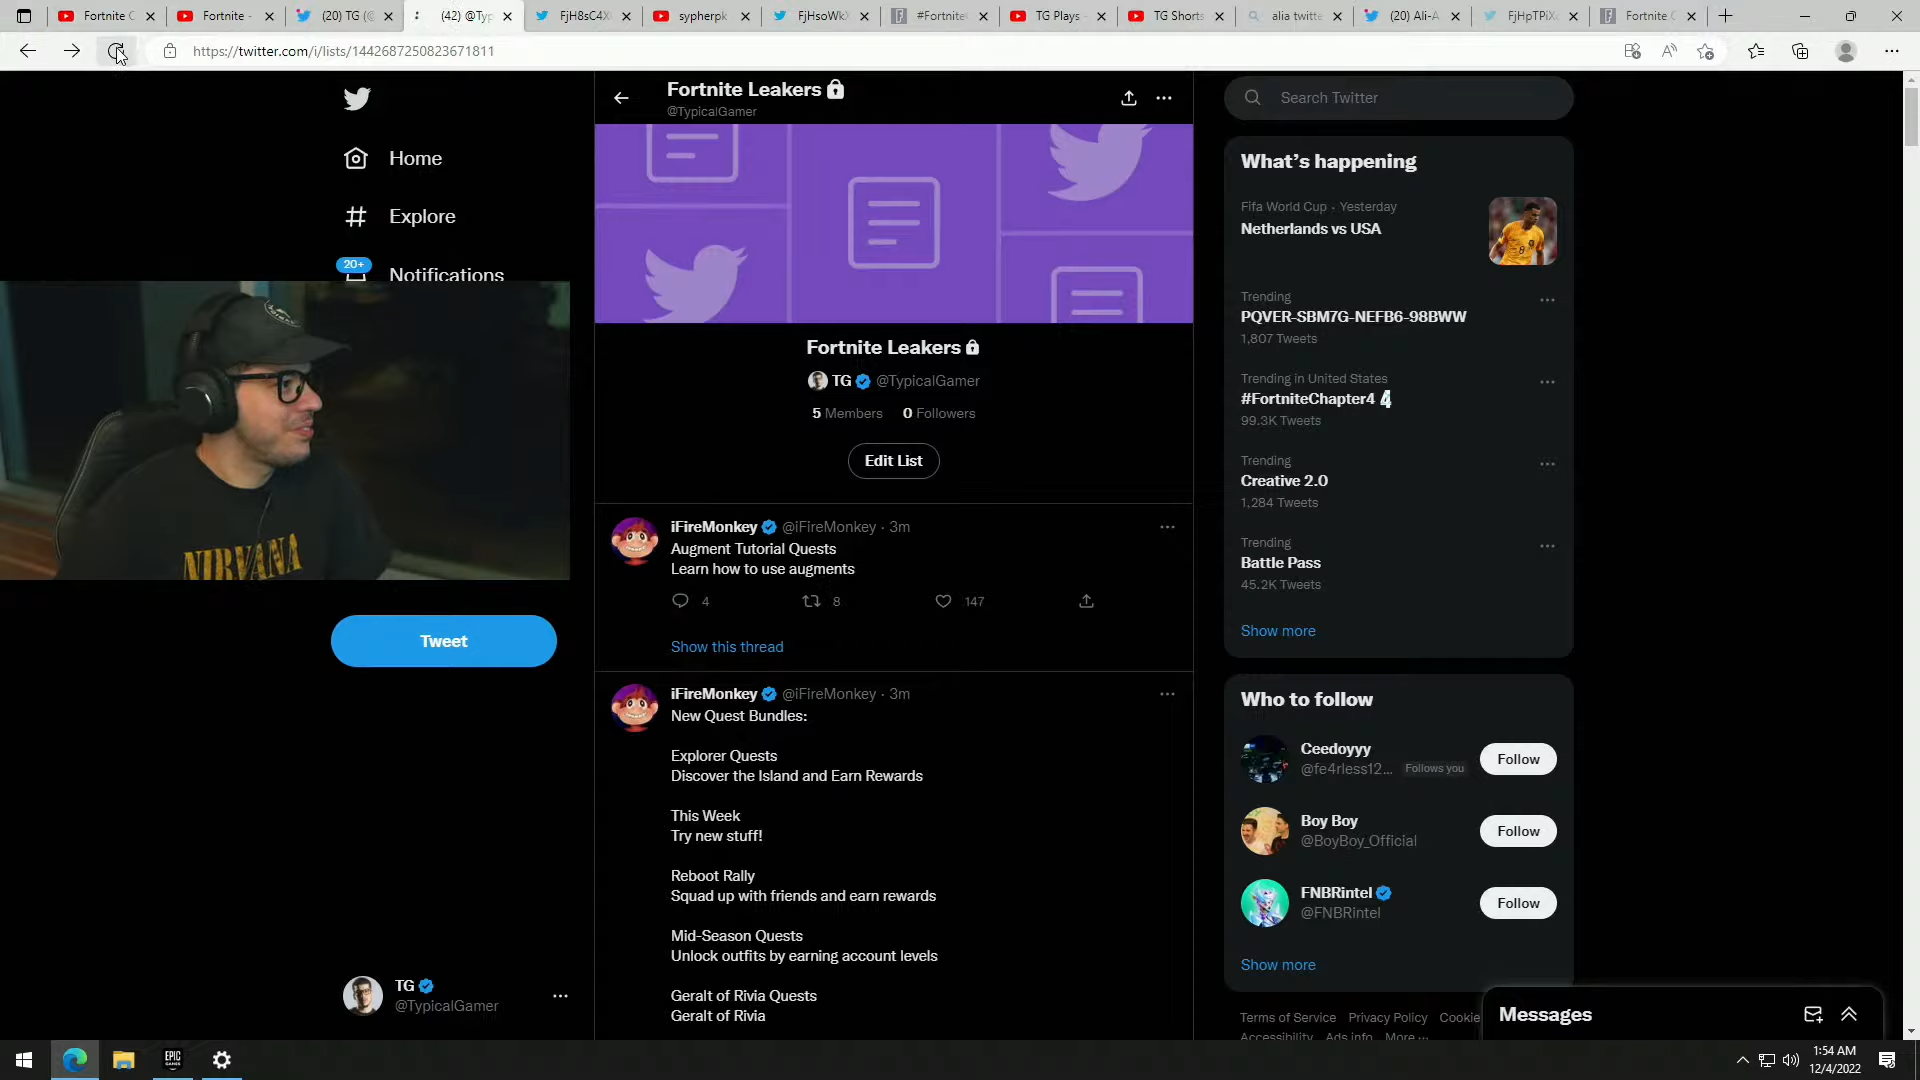 Fortnite C
Fortnite -
(20) TG (@
(42) @Typ
FjH8sC4X
sypherpk
FjHsoWkX
#Fortnite
TG Plays -
TG Shorts
alia twitte
(20) Ali-A
FjHpTPiX
Fortnite.C
https://twitter.com/i/lists/1442687250823671811
Home
Explore
20+
Notifications
NIRVANA
Tweet
TG
@TypicalGamer
Fortnite Leakers
@TypicalGamer
Fortnite Leakers
TG @TypicalGamer
5 Members 0 Followers
Edit List
iFireMonkey @iFireMonkey · 3m
Augment Tutorial Quests
Learn how to use augments
4 8 147
Show this thread
iFireMonkey @iFireMonkey · 3m
New Quest Bundles:
Explorer Quests
Discover the Island and Earn Rewards
This Week
Try new stuff!
Reboot Rally
Squad up with friends and earn rewards
Mid-Season Quests
Unlock outfits by earning account levels
Geralt of Rivia Quests
Geralt of Rivia
Search Twitter
What's happening
Fifa World Cup · Yesterday
Netherlands vs USA
Trending
PQVER-SBM7G-NEFB6-98BWW
1,807 Tweets
Trending in United States
#FortniteChapter4 4
99.3K Tweets
Trending
Creative 2.0
1,284 Tweets
Trending
Battle Pass
45.2K Tweets
Show more
Who to follow
Ceedoyyy
@fe4rless12... Follows you
Follow
Boy Boy
@BoyBoy_Official
Follow
FNBRintel
@FNBRintel
Follow
Show more
Terms of Service Privacy Policy Cookie
Accessibility Ads info More ...
Messages
EPIC
GAMES
1:54 AM
12/4/2022